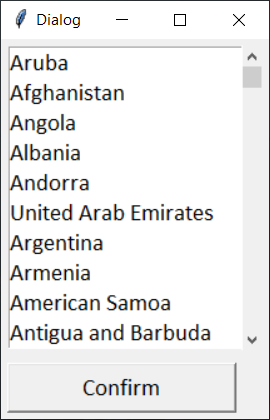 Dialog
Aruba
Afghanistan
Angola
Albania
Andorra
United Arab Emirates
Argentina
Armenia
American Samoa
Antigua and Barbuda
Confirm